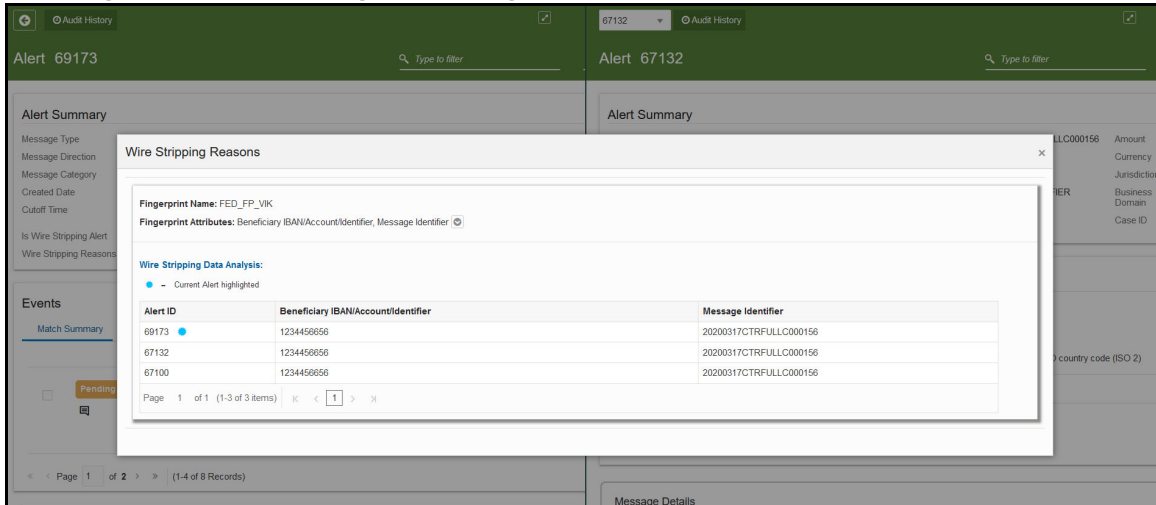 Audit History
67132 Audit History
Alert 69173
Type to filter
Alert 67132
Type to filter
Alert Summary
Message Type
Message Direction
Message Category
Created Date
Cutoff Time
Is Wire Stripping Alert
Wire Stripping Reasons
Alert Summary
LLC000156 Amount
Currency
Jurisdiction
FIER Business
Domain
Case ID
Wire Stripping Reasons ×
Fingerprint Name: FED_FP_VIK
Fingerprint Attributes: Beneficiary IBAN/Account/Identifier, Message Identifier
Wire Stripping Data Analysis:
– Current Alert highlighted
Alert ID Beneficiary IBAN/Account/Identifier Message Identifier
69173 1234456656 20200317CTRFULLC000156
67132 1234456656 20200317CTRFULLC000156
67100 1234456656 20200317CTRFULLC000156
Page 1 of 1 (1-3 of 3 items) 1
Events
Match Summary
Pending
Page 1 of 2 (1-4 of 8 Records)
country code (ISO 2)
Message Details